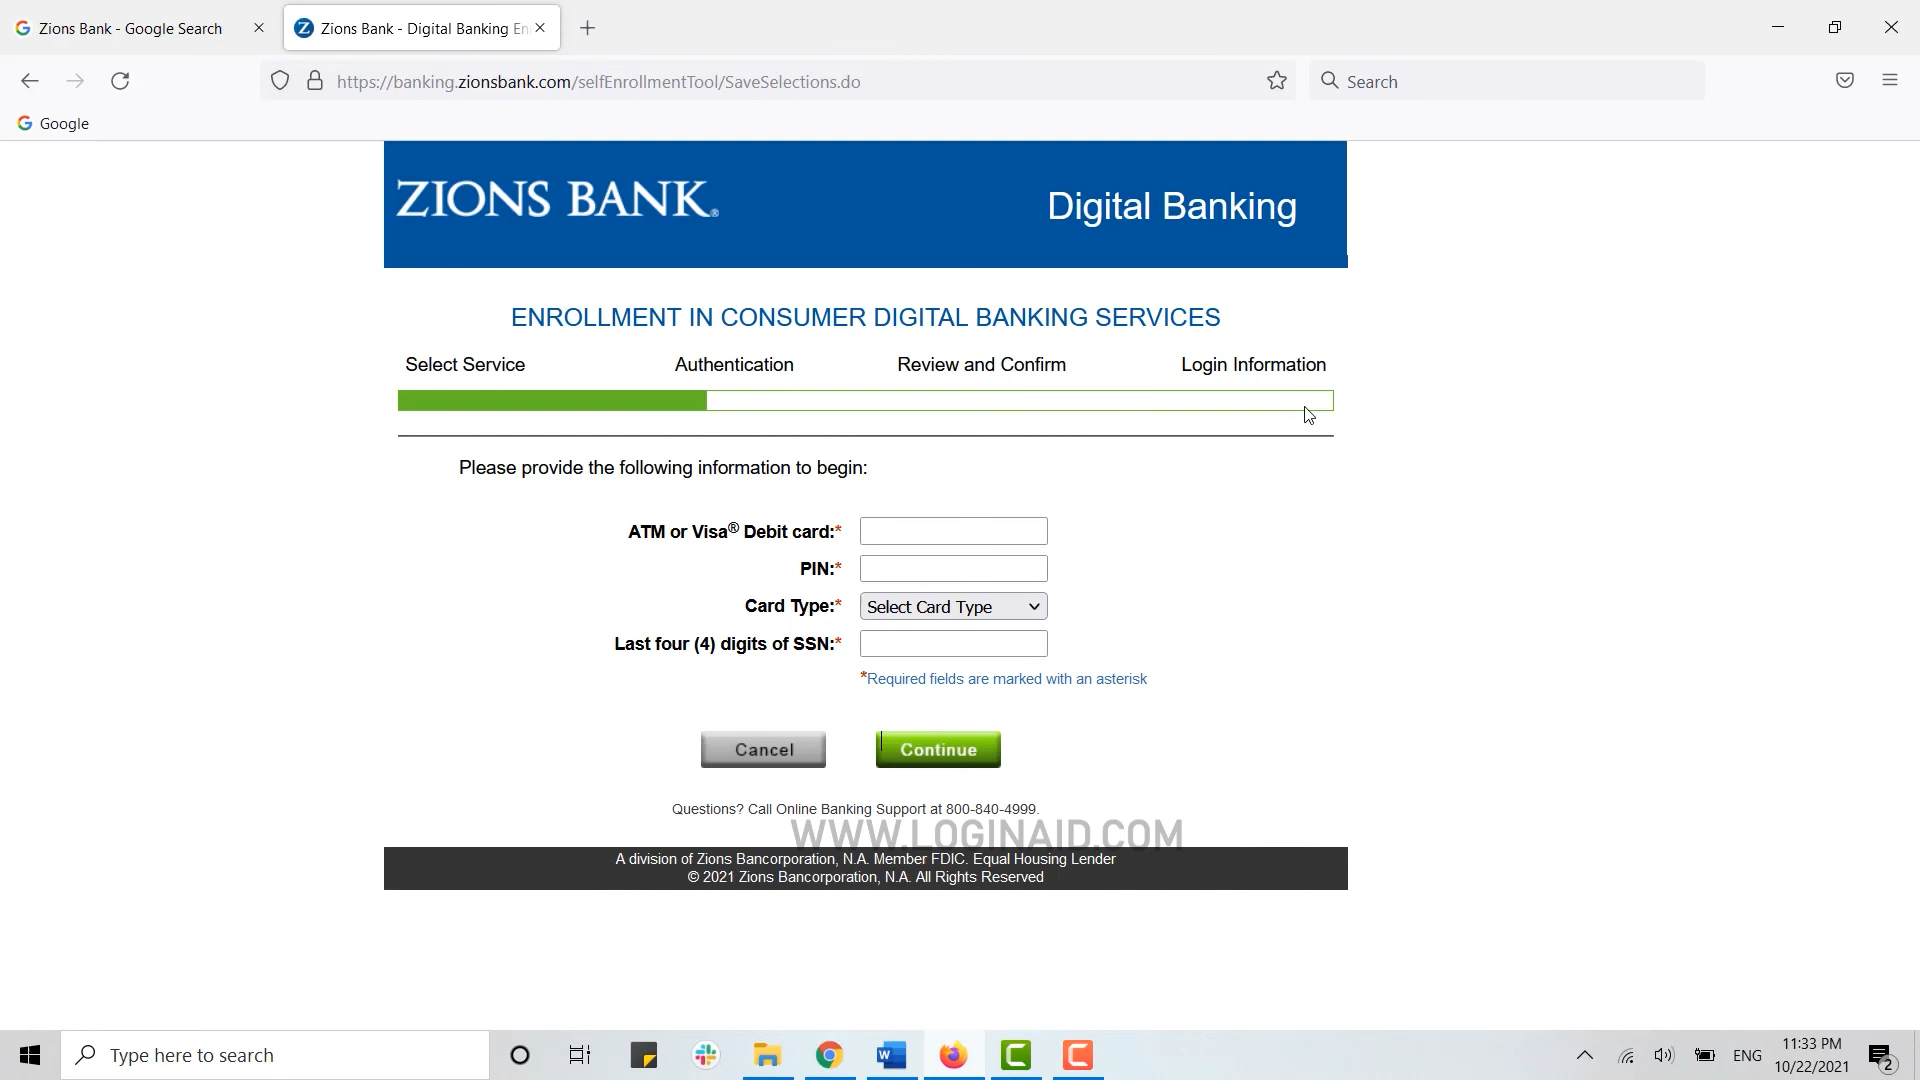 Zions Bank - Google Search
Zions Bank - Digital Banking En
https://banking.zionsbank.com/selfEnrollmentTool/SaveSelections.do
Search
Google
ZIONS BANK®
Digital Banking
ENROLLMENT IN CONSUMER DIGITAL BANKING SERVICES
Select Service Authentication Review and Confirm Login Information
Please provide the following information to begin:
ATM or Visa® Debit card:*
PIN:*
Card Type:* Select Card Type
Last four (4) digits of SSN:*
*Required fields are marked with an asterisk
Cancel Continue
Questions? Call Online Banking Support at 800-840-4999.
WWW.LOGINAID.COM
A division of Zions Bancorporation, N.A. Member FDIC. Equal Housing Lender
© 2021 Zions Bancorporation, N.A. All Rights Reserved
Type here to search
ENG
11:33 PM
10/22/2021
2